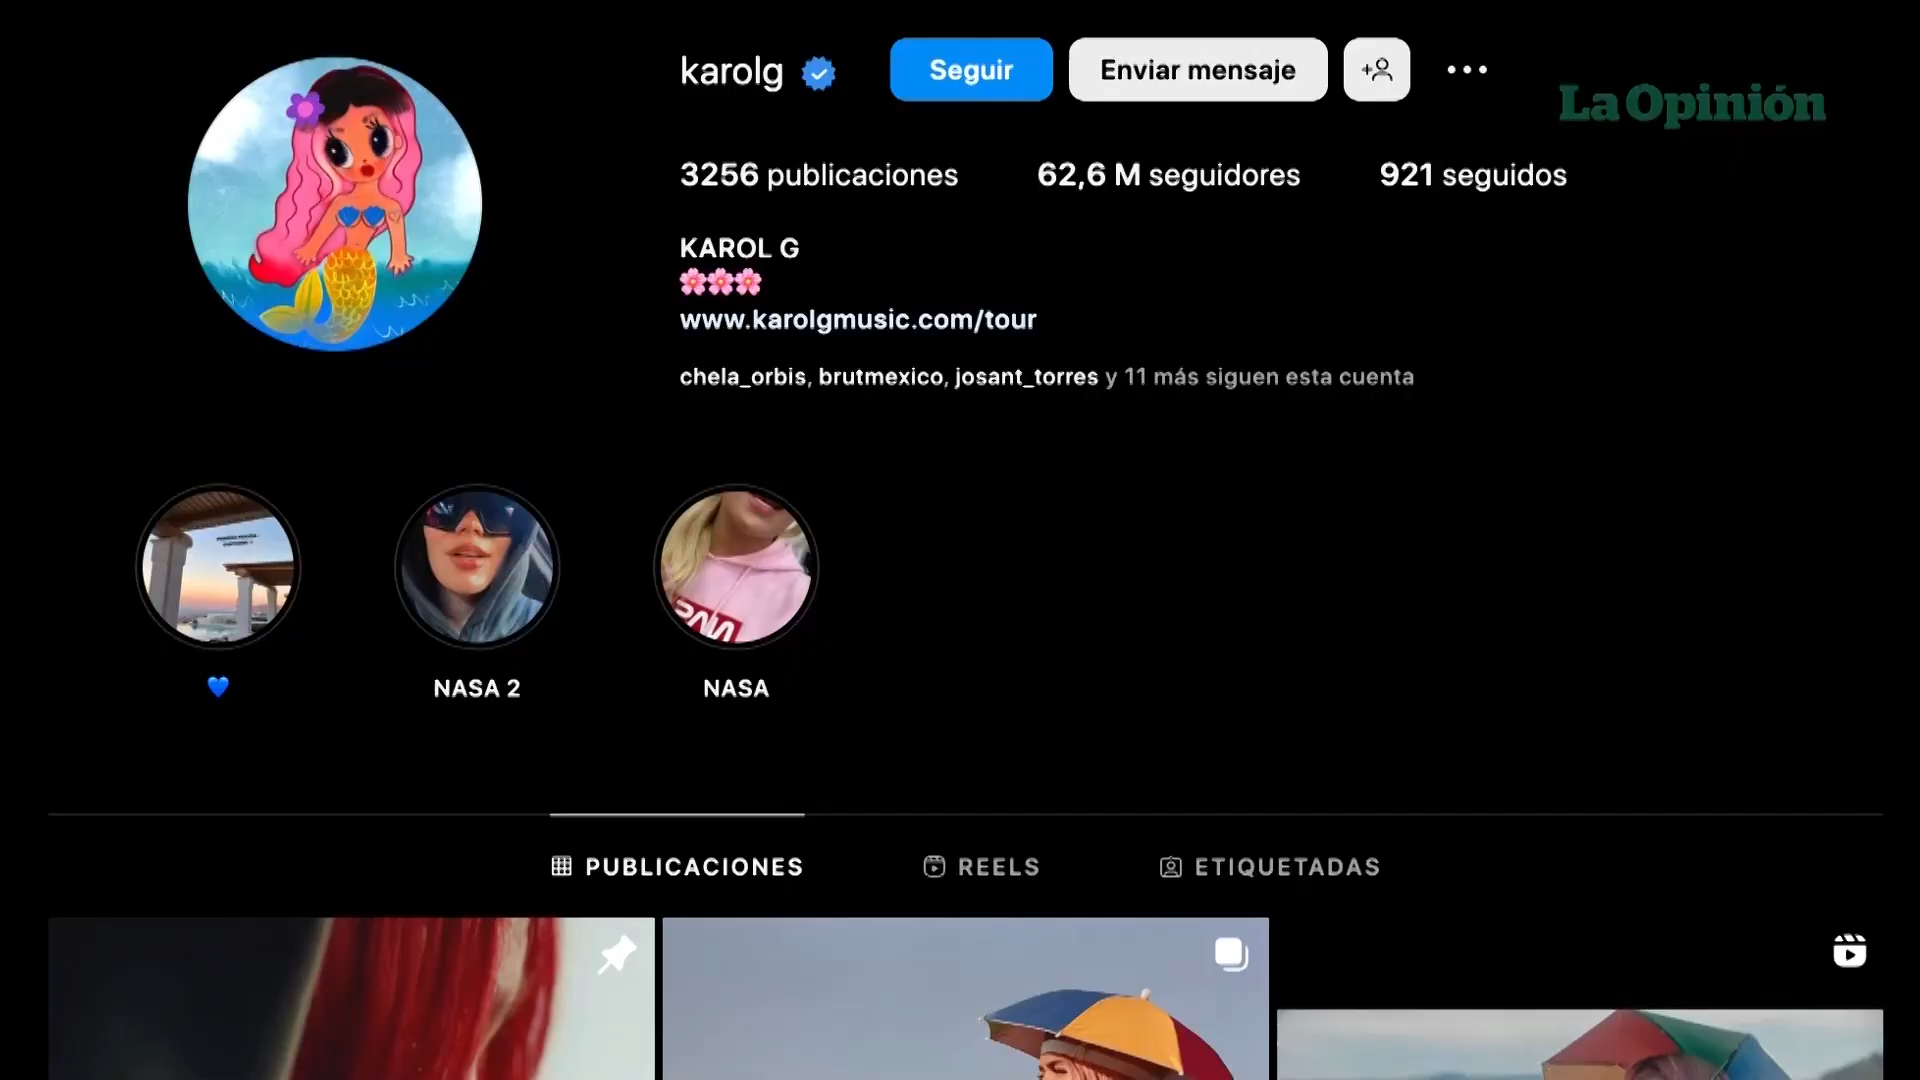 karolg
Seguir
Enviar mensaje
La Opinión
3256 publicaciones
62,6 M seguidores
921 seguidos
KAROL G
🌸🌸🌸
www.karolgmusic.com/tour
chela_orbis, brutmexico, josant_torres y 11 más siguen esta cuenta
💙
NASA 2
NASA
PUBLICACIONES
REELS
ETIQUETADAS